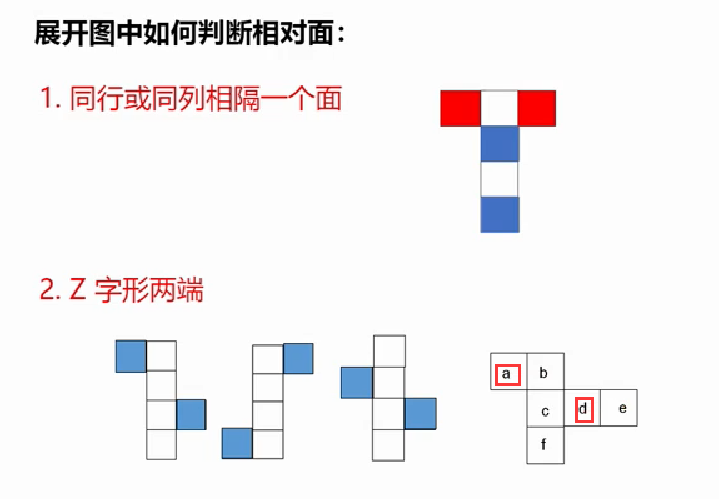 展开图中如何判断相对面：
1. 同行或同列相隔一个面
2. Z 字形两端
a b
c d e
f